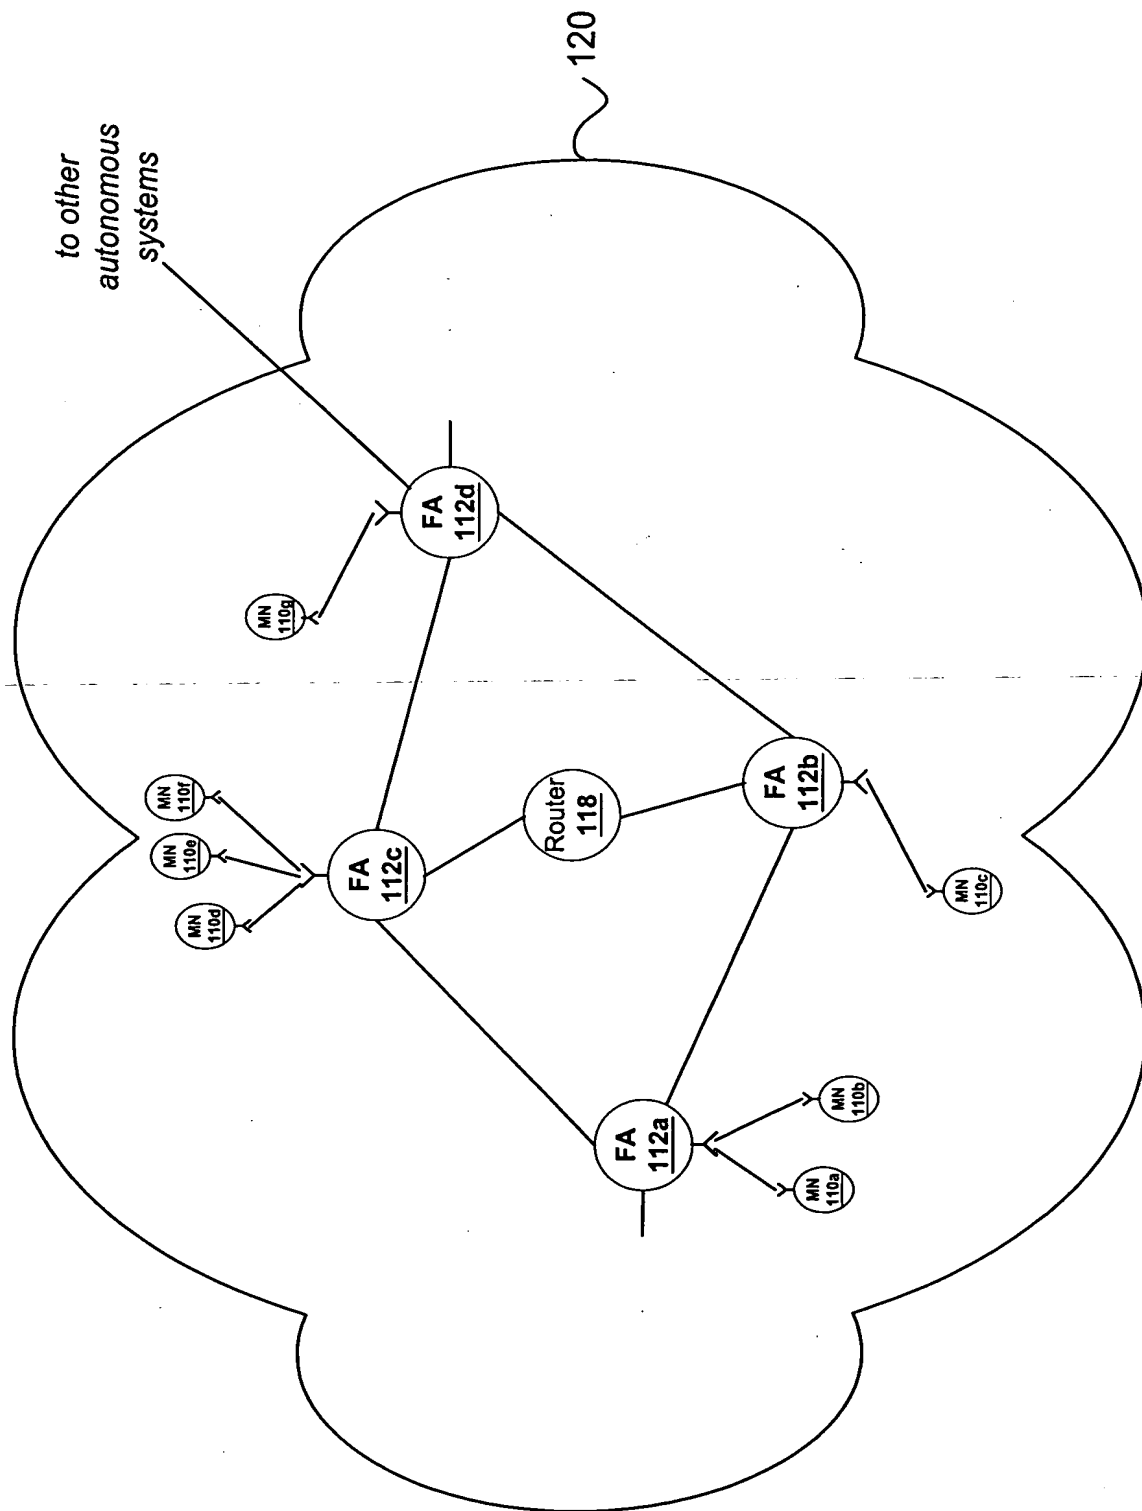 to other
autonomous
systems
120
MN
110g
FA
112d
MN
110f
MN
110e
MN
110d
FA
112c
Router
118
FA
112b
MN
110c
FA
112a
MN
110b
MN
110a